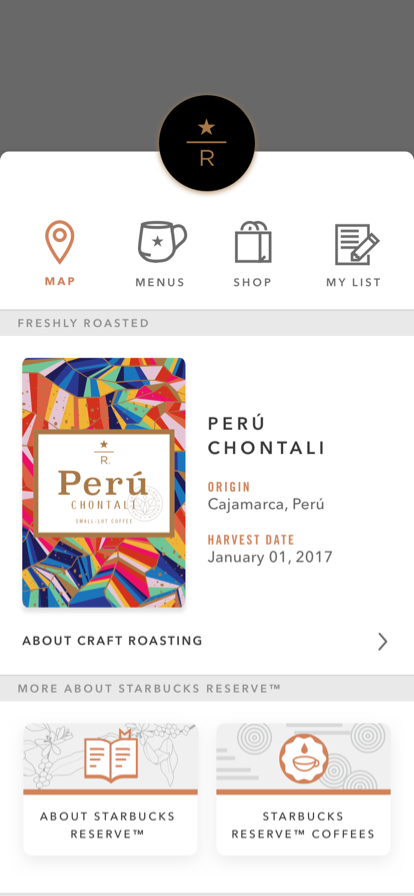 R
MAP
MENUS
SHOP
MY LIST
FRESHLY ROASTED
R.
Perú
CHONTALÍ
SMALL-LOT COFFEE
PERÚ
CHONTALI
ORIGIN
Cajamarca, Perú
HARVEST DATE
January 01, 2017
ABOUT CRAFT ROASTING
MORE ABOUT STARBUCKS RESERVE™
ABOUT STARBUCKS
RESERVE™
STARBUCKS
RESERVE™ COFFEES